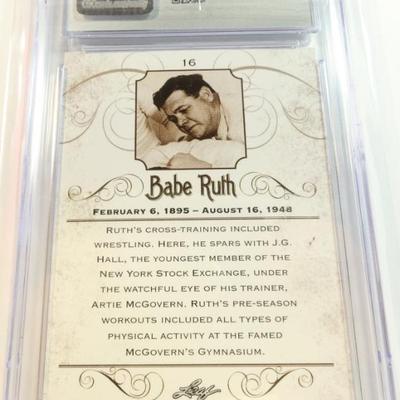 16
Babe Ruth
FEBRUARY 6, 1895 – AUGUST 16, 1948
RUTH'S CROSS-TRAINING INCLUDED
WRESTLING. HERE, HE SPARS WITH J.G.
HALL, THE YOUNGEST MEMBER OF THE
NEW YORK STOCK EXCHANGE, UNDER
THE WATCHFUL EYE OF HIS TRAINER,
ARTIE MCGOVERN. RUTH'S PRE-SEASON
WORKOUTS INCLUDED ALL TYPES OF
PHYSICAL ACTIVITY AT THE FAMED
MCGOVERN'S GYMNASIUM.
Leaf